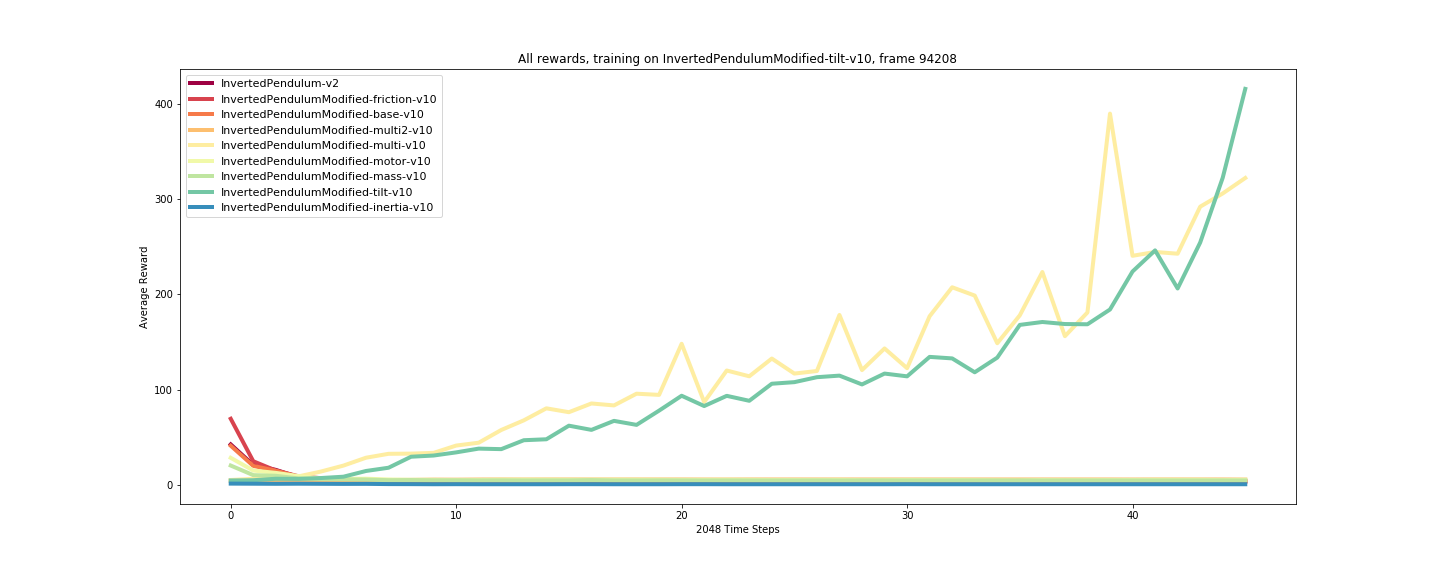 All rewards, training on InvertedPendulumModified-tilt-v10, frame 94208
InvertedPendulum-v2
InvertedPendulumModified-friction-v10
InvertedPendulumModified-base-v10
InvertedPendulumModified-multi2-v10
InvertedPendulumModified-multi-v10
InvertedPendulumModified-motor-v10
InvertedPendulumModified-mass-v10
InvertedPendulumModified-tilt-v10
InvertedPendulumModified-inertia-v10
400
300
200
100
0
Average Reward
0 10 20 30 40
2048 Time Steps